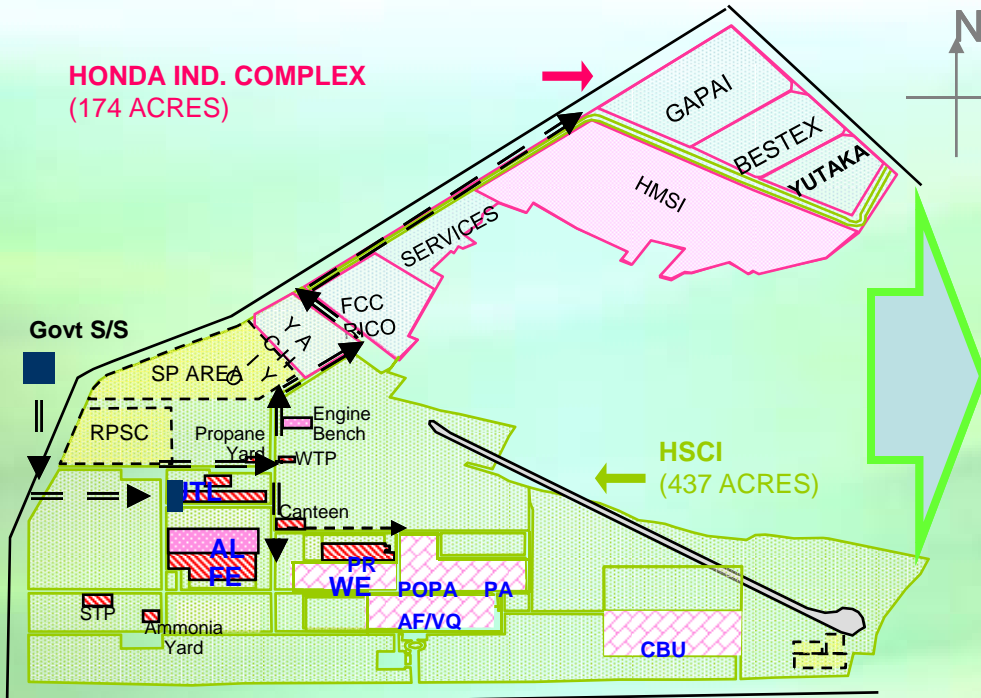 N
HONDA IND. COMPLEX
(174 ACRES)
GAPAI
BESTEX
YUTAKA
HMSI
SERVICES
FCC
RICO
Y A
C H
I Y
O
Govt S/S
SP AREA
RPSC
Engine
Bench
Propane
Yard
WTP
HSCI
(437 ACRES)
UTL
Canteen
AL
FE
PR
WE
POPA
PA
AF/VQ
STP
Ammonia
Yard
CBU